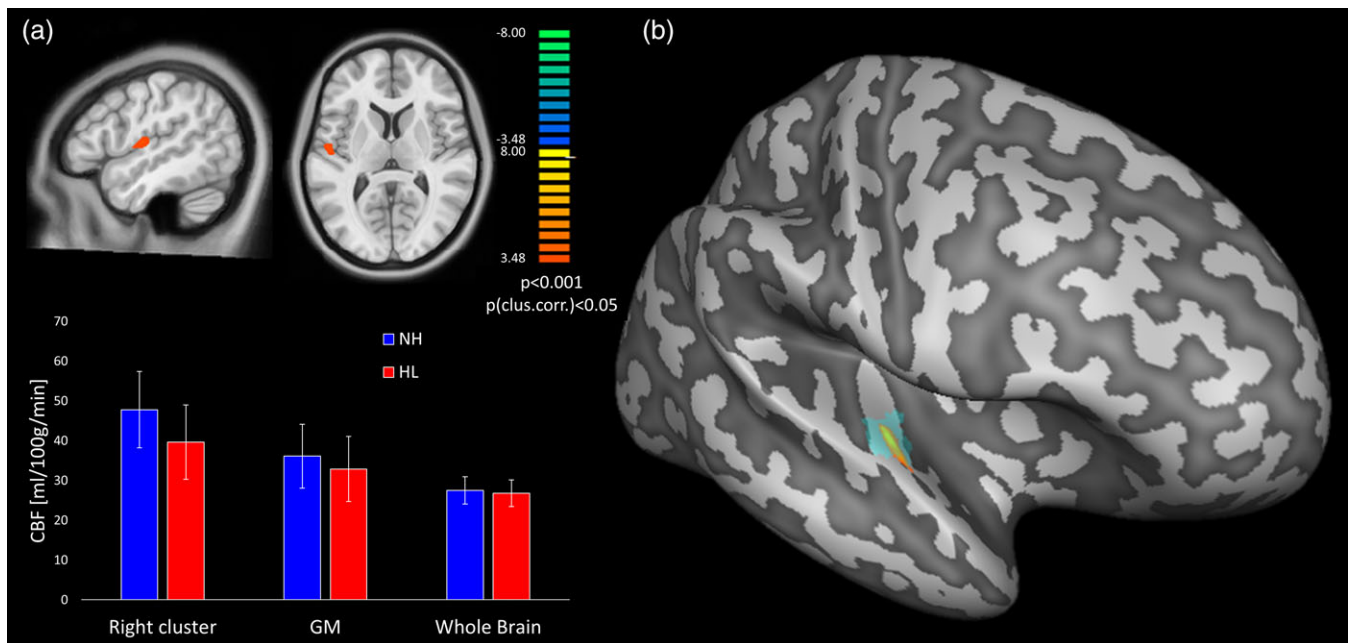 (a)
-8.00
-3.48
8.00
3.48
p<0.001
p(clus.corr.)<0.05
70
60
50
40
30
20
10
0
CBF [ml/100g/min]
NH
HL
Right cluster
GM
Whole Brain
(b)